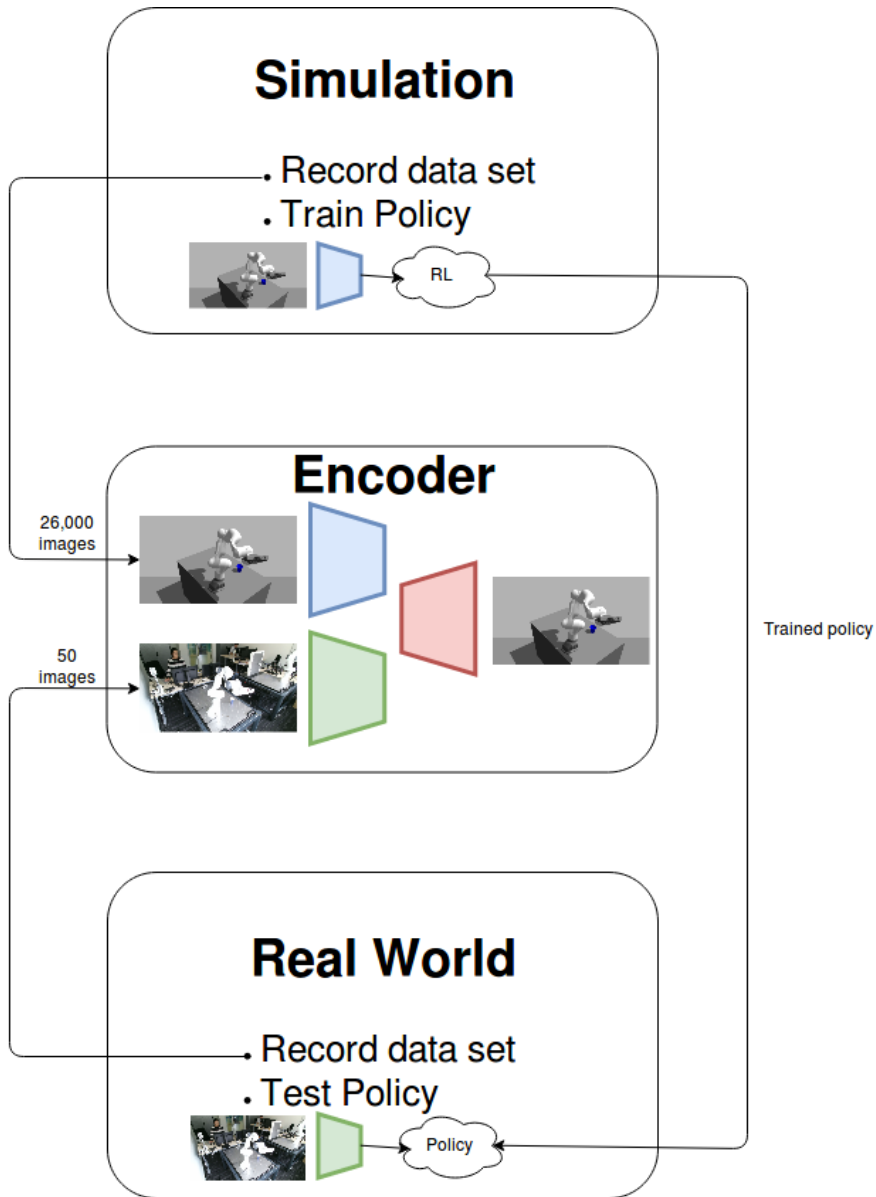 Simulation
• Record data set
• Train Policy
RL
Encoder
26,000
images
50
images
Trained policy
Real World
• Record data set
• Test Policy
Policy